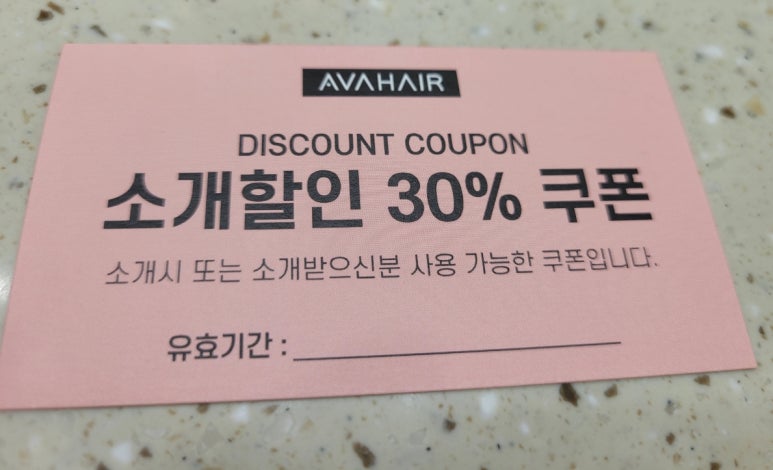 AVAHAIR
DISCOUNT COUPON
소개할인 30% 쿠폰
소개시 또는 소개받으신분 사용 가능한 쿠폰입니다.
유효기간 :